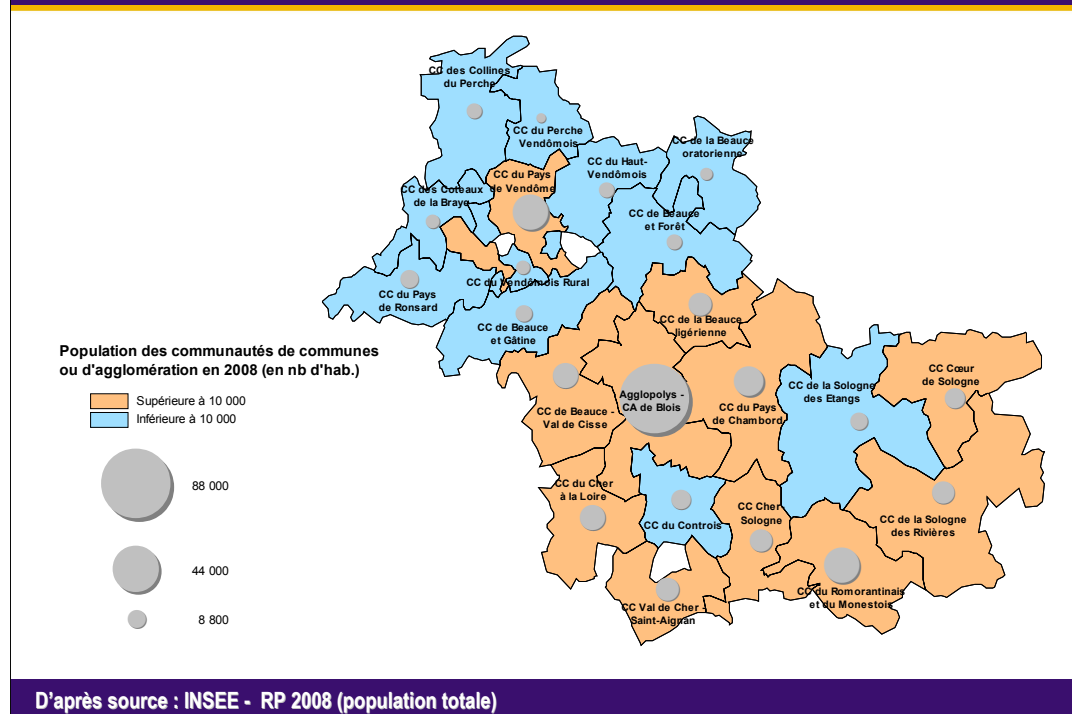 CC des Collines
du Perche
CC du Perche
Vendômois
CC de la Beauce
oratorienne
CC du Haut-
Vendômois
CC du Pays
de Vendôme
CC des Coteaux
de la Braye
CC de Beauce
et Forêt
CC du Vendômois Rural
CC du Pays
de Ronsard
CC de la Beauce
ligérienne
CC de Beauce
et Gâtine
Population des communautés de communes
ou d'agglomération en 2008 (en nb d'hab.)
Supérieure à 10 000
Inférieure à 10 000
88 000
44 000
8 800
CC Cœur
de Sologne
CC de la Sologne
des Etangs
Agglopolys -
CA de Blois
CC du Pays
de Chambord
CC de Beauce -
Val de Cisse
CC du Cher
à la Loire
CC du Controis
CC Cher
Sologne
CC de la Sologne
des Rivières
CC du Romorantinais
et du Monestois
CC Val de Cher -
Saint-Aignan
D'après source : INSEE - RP 2008 (population totale)